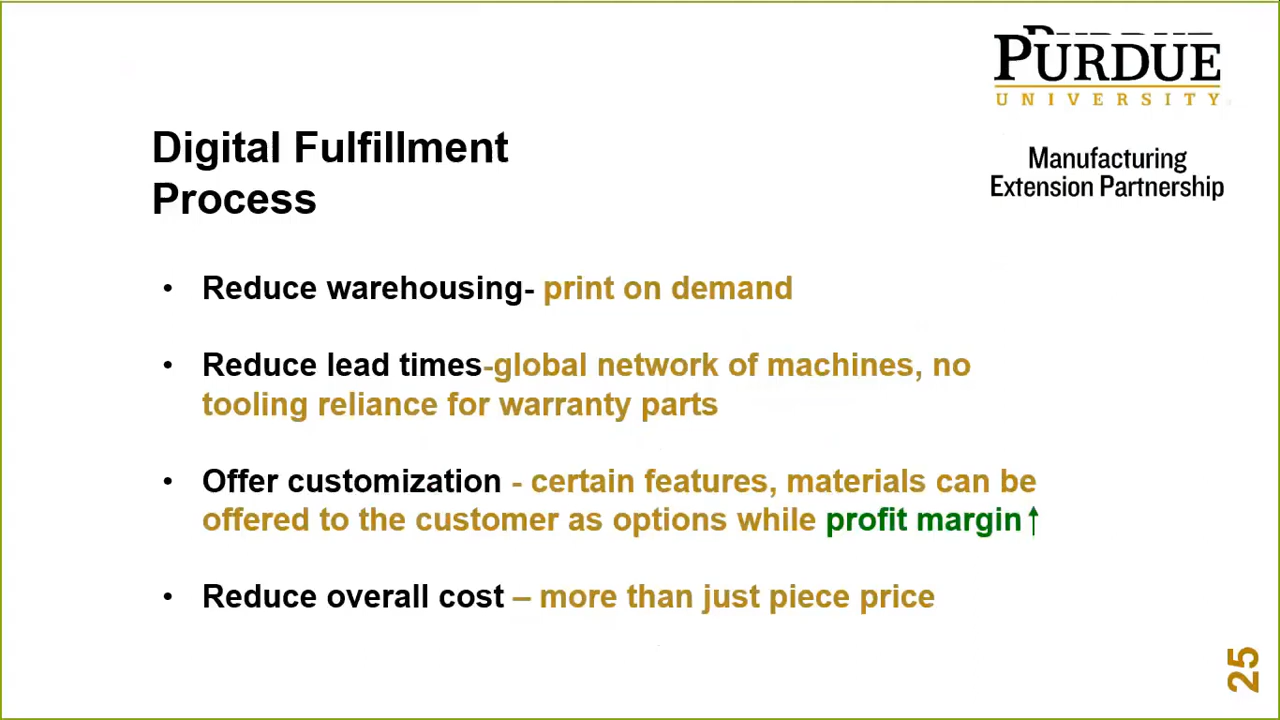 PURDUE
UNIVERSITY
Manufacturing
Extension Partnership
Digital Fulfillment
Process
• Reduce warehousing- print on demand
• Reduce lead times-global network of machines, no
tooling reliance for warranty parts
• Offer customization - certain features, materials can be
offered to the customer as options while profit margin↑
• Reduce overall cost – more than just piece price
25